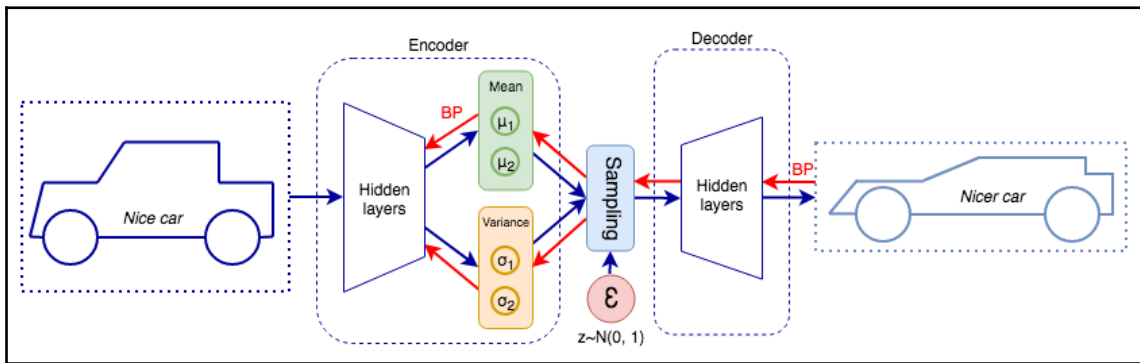 Encoder
Decoder
Nice car
Hidden
layers
BP
Mean
μ1
μ2
Variance
σ1
σ2
Sampling
ε
z~N(0, 1)
Hidden
layers
BP
Nicer car